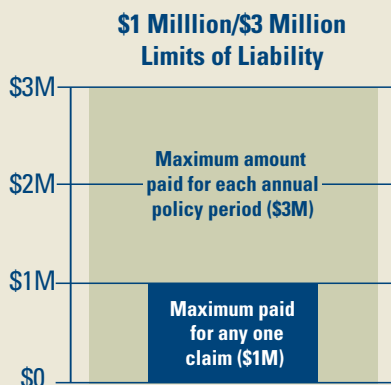 $1 Milllion/$3 Million
Limits of Liability
$3M
Maximum amount
$2M
paid for each annual
policy period ($3M)
$1M
Maximum paid
for any one
claim ($1M)
$0